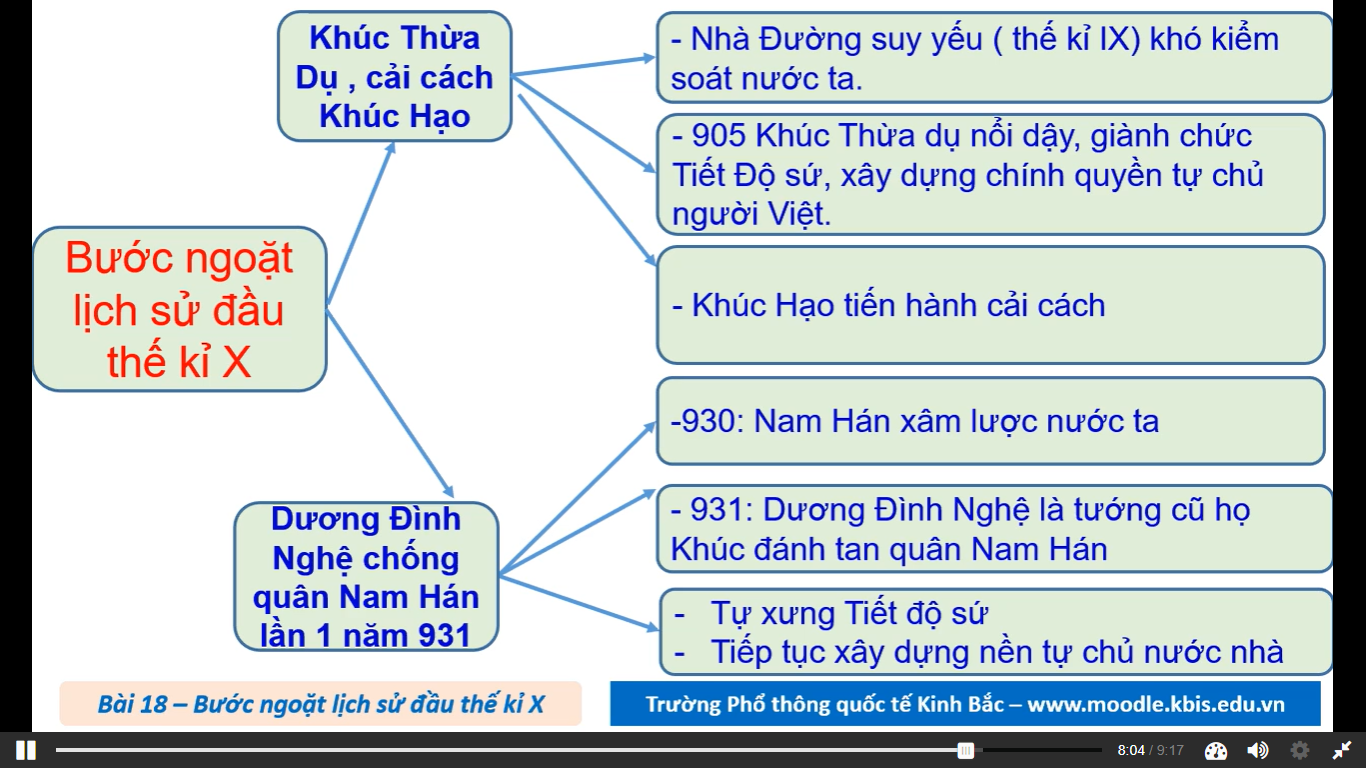 Khúc Thừa
Dụ , cải cách
Khúc Hạo
- Nhà Đường suy yếu ( thế kỉ IX) khó kiểm
soát nước ta.
- 905 Khúc Thừa dụ nổi dậy, giành chức
Tiết Độ sứ, xây dựng chính quyền tự chủ
người Việt.
- Khúc Hạo tiến hành cải cách
Bước ngoặt
lịch sử đầu
thế kỉ X
Dương Đình
Nghệ chống
quân Nam Hán
lần 1 năm 931
-930: Nam Hán xâm lược nước ta
- 931: Dương Đình Nghệ là tướng cũ họ
Khúc đánh tan quân Nam Hán
- Tự xưng Tiết độ sứ
- Tiếp tục xây dựng nền tự chủ nước nhà
Bài 18 – Bước ngoặt lịch sử đầu thế kỉ X
Trường Phổ thông quốc tế Kinh Bắc – www.moodle.kbis.edu.vn
8:04 / 9:17